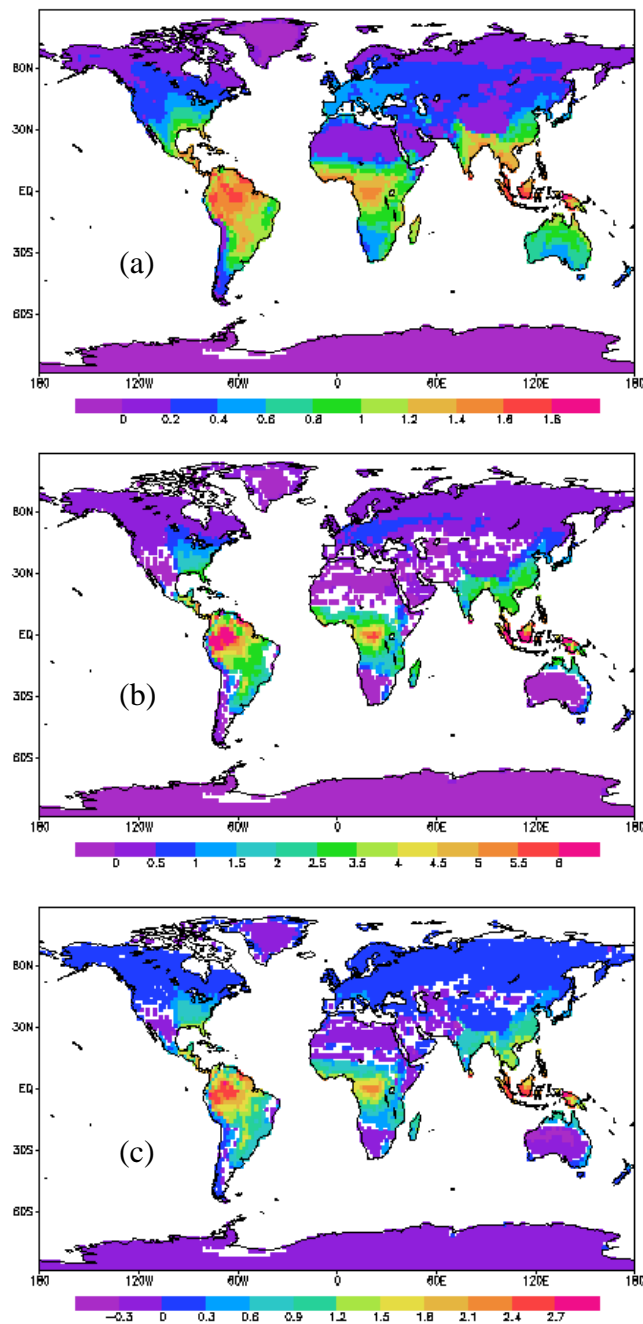 60N
30N
EQ
30S
60S
(a)
180 120W 60W 0 60E 120E 180
0 0.2 0.4 0.6 0.8 1 1.2 1.4 1.6 1.8
60N
30N
EQ
30S
60S
(b)
180 120W 60W 0 60E 120E 180
0 0.5 1 1.5 2 2.5 3.5 4 4.5 5 5.5 6
60N
30N
EQ
30S
60S
(c)
180 120W 60W 0 60E 120E 180
-0.3 0 0.3 0.6 0.9 1.2 1.5 1.8 2.1 2.4 2.7